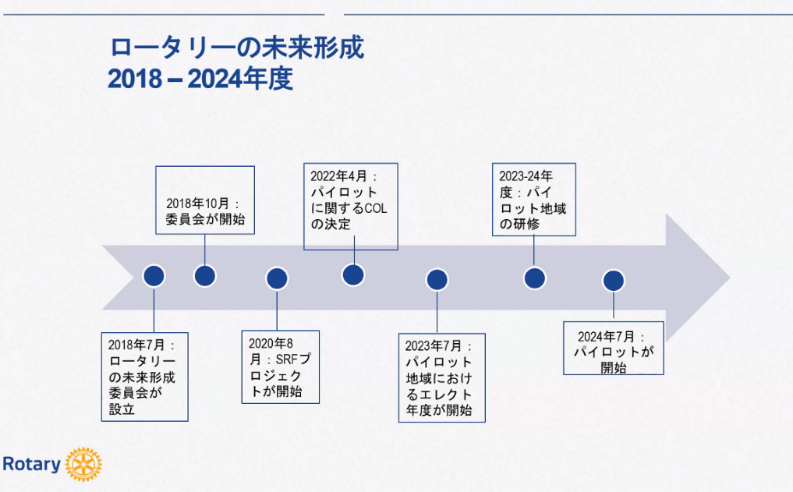 ロータリーの未来形成
2018 – 2024年度
2018年7月：
ロータリー
の未来形成
委員会が
設立
2018年10月：
委員会が開始
2020年8
月：SRFプ
ロジェク
トが開始
2022年4月：
パイロット
に関するCOL
の決定
2023年7月：
パイロット
地域におけ
るエレクト
年度が開始
2023-24年
度：パイ
ロット地域
の研修
2024年7月：
パイロットが
開始
Rotary